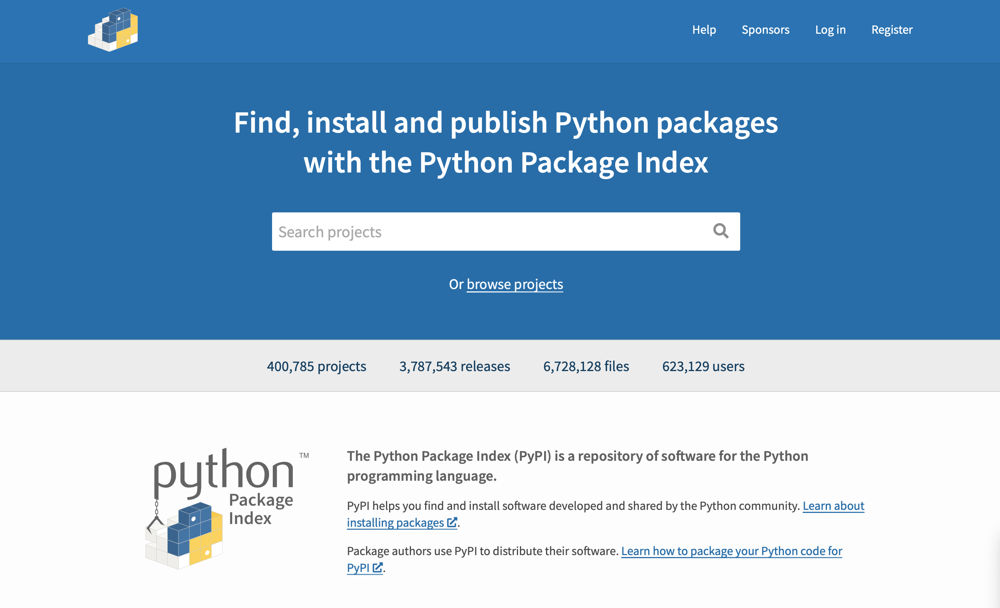 Help Sponsors Log in Register
Find, install and publish Python packages
with the Python Package Index
Search projects
Or browse projects
400,785 projects 3,787,543 releases 6,728,128 files 623,129 users
python ™
Package
Index
The Python Package Index (PyPI) is a repository of software for the Python
programming language.
PyPI helps you find and install software developed and shared by the Python community. Learn about
installing packages.
Package authors use PyPI to distribute their software. Learn how to package your Python code for
PyPI.